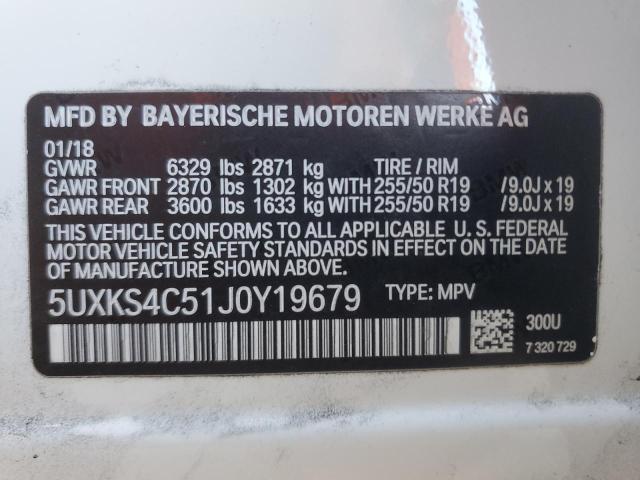 MFD BY BAYERISCHE MOTOREN WERKE AG
01/18
GVWR 6329 lbs 2871 kg TIRE / RIM
GAWR FRONT 2870 lbs 1302 kg WITH 255/50 R19 / 9.0J x 19
GAWR REAR 3600 lbs 1633 kg WITH 255/50 R19 / 9.0J x 19
THIS VEHICLE CONFORMS TO ALL APPLICABLE U. S. FEDERAL
MOTOR VEHICLE SAFETY STANDARDS IN EFFECT ON THE DATE
OF MANUFACTURE SHOWN ABOVE.
5UXKS4C51J0Y19679 TYPE: MPV
300U
7 320 729